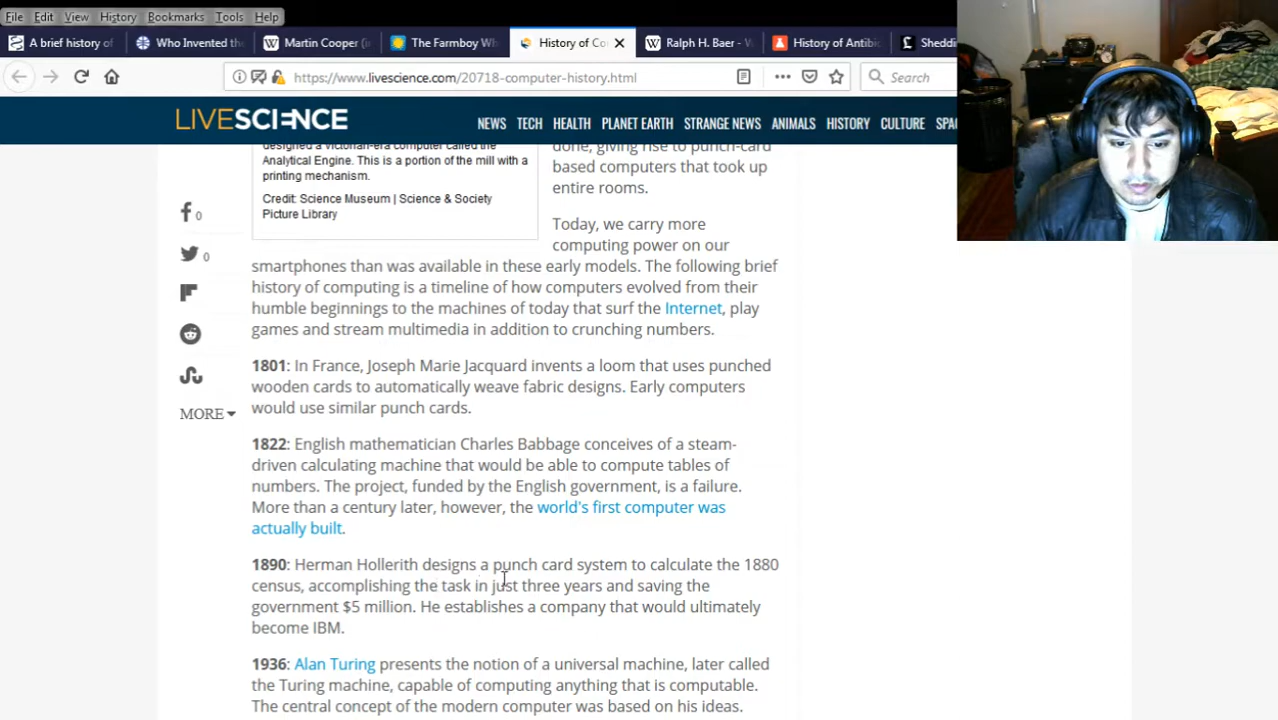 File Edit View History Bookmarks Tools Help
A brief history of
Who Invented the
Martin Cooper (i
The Farmboy Wh
History of Co
Ralph H. Baer - W
History of Antibi
Sheddi
https://www.livescience.com/20718-computer-history.html
Search
LIVESCIENCE
NEWS TECH HEALTH PLANET EARTH STRANGE NEWS ANIMALS HISTORY CULTURE SPA
designed a Victorian-era computer called the
Analytical Engine. This is a portion of the mill with a
printing mechanism.
Credit: Science Museum | Science & Society
Picture Library
0
0
MORE
done, giving rise to punch-card
based computers that took up
entire rooms.
Today, we carry more
computing power on our
smartphones than was available in these early models. The following brief
history of computing is a timeline of how computers evolved from their
humble beginnings to the machines of today that surf the Internet, play
games and stream multimedia in addition to crunching numbers.
1801: In France, Joseph Marie Jacquard invents a loom that uses punched
wooden cards to automatically weave fabric designs. Early computers
would use similar punch cards.
1822: English mathematician Charles Babbage conceives of a steam-
driven calculating machine that would be able to compute tables of
numbers. The project, funded by the English government, is a failure.
More than a century later, however, the world's first computer was
actually built.
1890: Herman Hollerith designs a punch card system to calculate the 1880
census, accomplishing the task in just three years and saving the
government $5 million. He establishes a company that would ultimately
become IBM.
1936: Alan Turing presents the notion of a universal machine, later called
the Turing machine, capable of computing anything that is computable.
The central concept of the modern computer was based on his ideas.